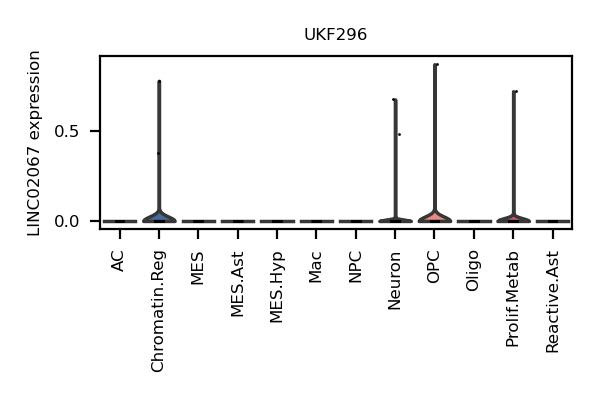 UKF296
LINC02067 expression
0.5
0.0
AC
Chromatin.Reg
MES
MES.Ast
MES.Hyp
Mac
NPC
Neuron
OPC
Oligo
Prolif.Metab
Reactive.Ast